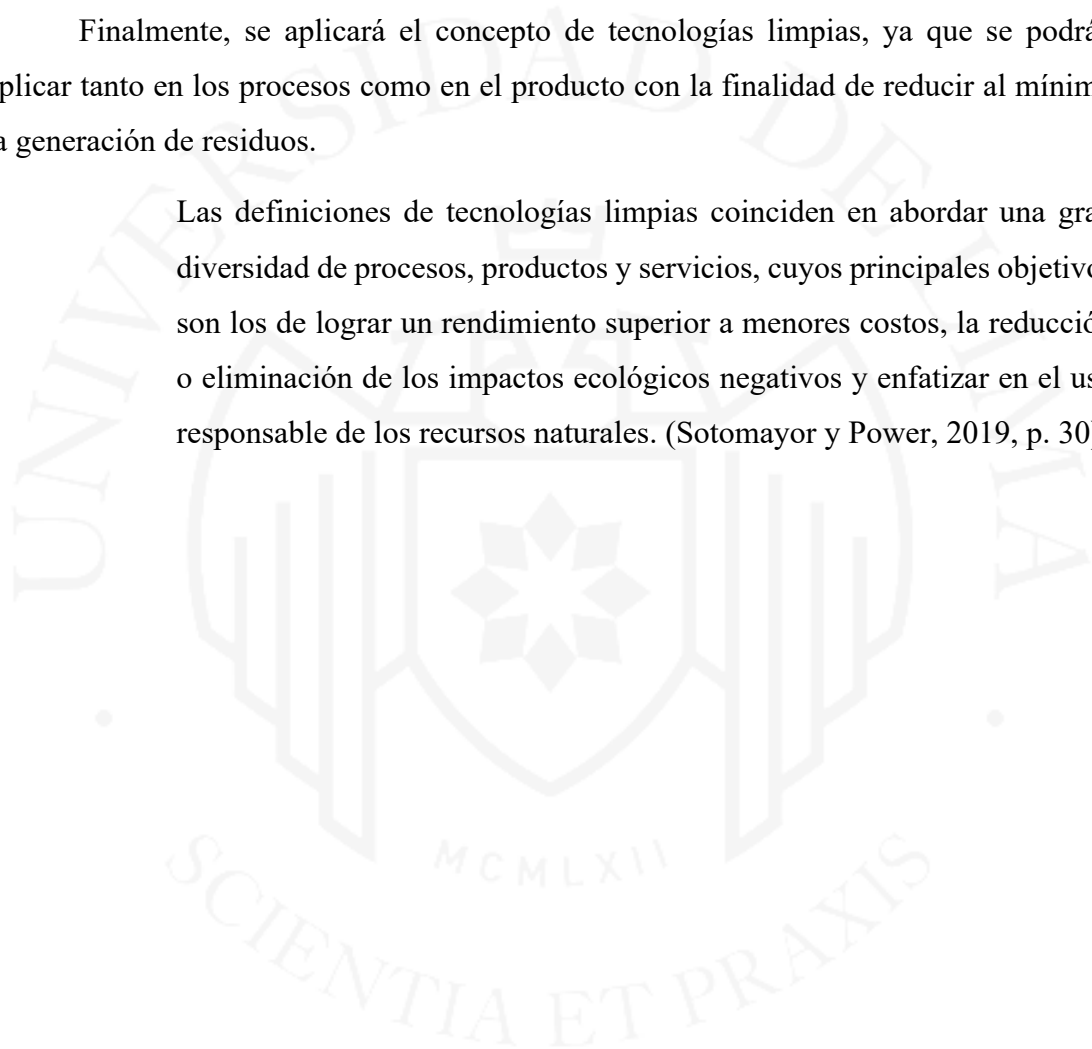 Finalmente, se aplicará el concepto de tecnologías limpias, ya que se podrá
plicar tanto en los procesos como en el producto con la finalidad de reducir al mínim
a generación de residuos.
Las definiciones de tecnologías limpias coinciden en abordar una gra
diversidad de procesos, productos y servicios, cuyos principales objetivo
son los de lograr un rendimiento superior a menores costos, la reducció
o eliminación de los impactos ecológicos negativos y enfatizar en el us
responsable de los recursos naturales. (Sotomayor y Power, 2019, p. 30)
UNIVERSIDAD DE LIMA
MCMLXII
SCIENTIA ET PRAXIS